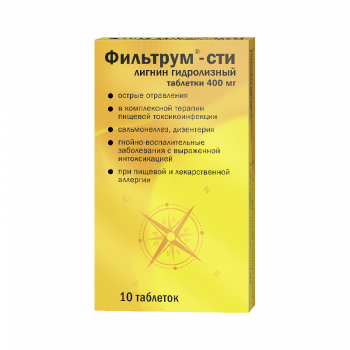 Фильтрум®-сти
лигнин гидролизный
таблетки 400 мг
острые отравления
в комплексной терапии
пищевой токсикоинфекции
сальмонеллез, дизентерия
гнойно-воспалительные
заболевания с выраженной
интоксикацией
при пищевой и лекарственной
аллергии
N
10 таблеток